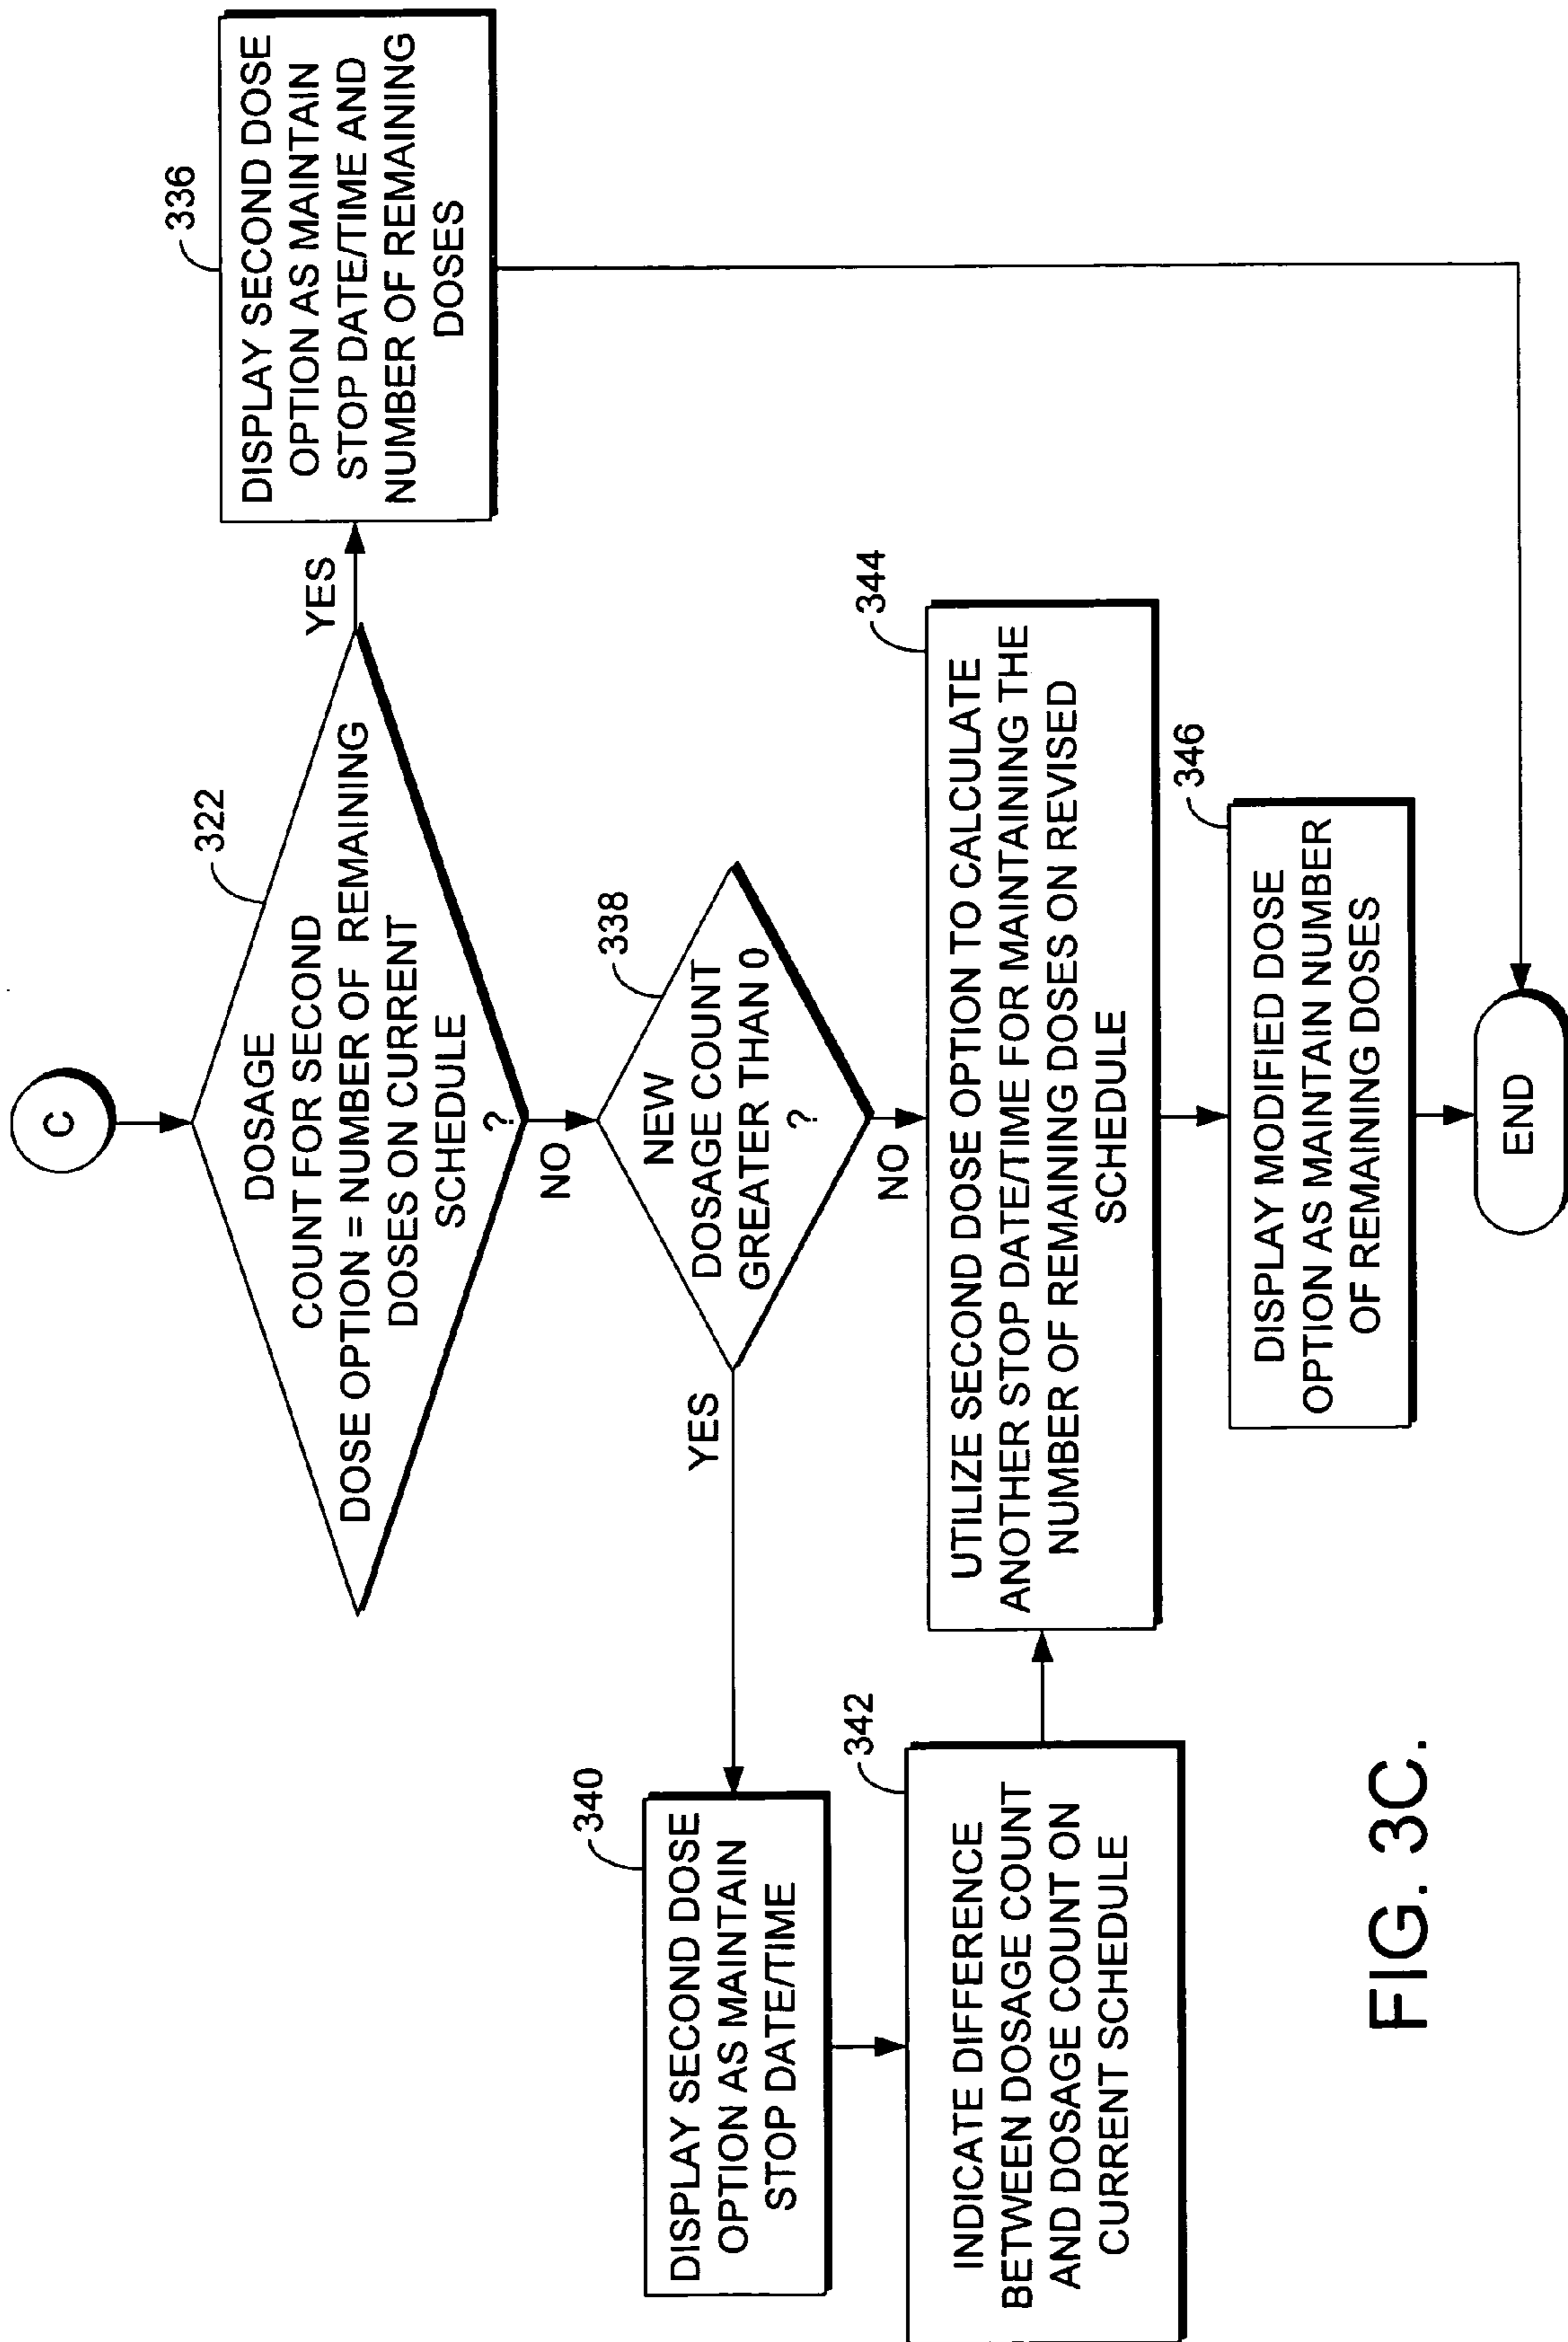 C
322
DOSAGE
COUNT FOR SECOND
DOSE OPTION = NUMBER OF REMAINING
DOSES ON CURRENT
SCHEDULE
?
YES
336
DISPLAY SECOND DOSE
OPTION AS MAINTAIN
STOP DATE/TIME AND
NUMBER OF REMAINING
DOSES
NO
338
NEW
DOSAGE COUNT
GREATER THAN 0
?
YES
340
DISPLAY SECOND DOSE
OPTION AS MAINTAIN
STOP DATE/TIME
342
INDICATE DIFFERENCE
BETWEEN DOSAGE COUNT
AND DOSAGE COUNT ON
CURRENT SCHEDULE
NO
344
UTILIZE SECOND DOSE OPTION TO CALCULATE
ANOTHER STOP DATE/TIME FOR MAINTAINING THE
NUMBER OF REMAINING DOSES ON REVISED
SCHEDULE
346
DISPLAY MODIFIED DOSE
OPTION AS MAINTAIN NUMBER
OF REMAINING DOSES
END
FIG. 3C.